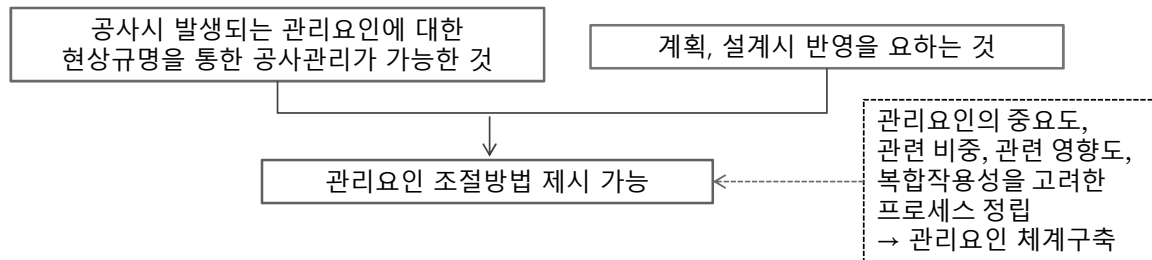 공사시 발생되는 관리요인에 대한
현상규명을 통한 공사관리가 가능한 것
계획, 설계시 반영을 요하는 것
관리요인의 중요도,
관련 비중, 관련 영향도,
복합작용성을 고려한
프로세스 정립
→ 관리요인 체계구축
관리요인 조절방법 제시 가능